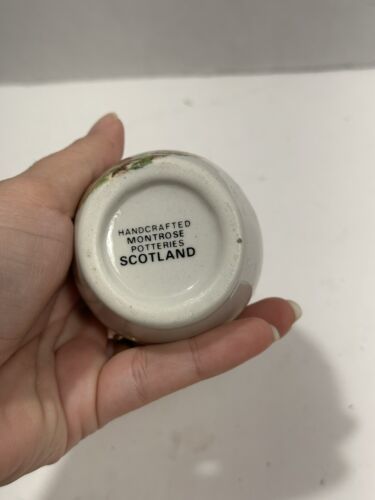 HANDCRAFTED
MONTROSE
POTTERIES
SCOTLAND